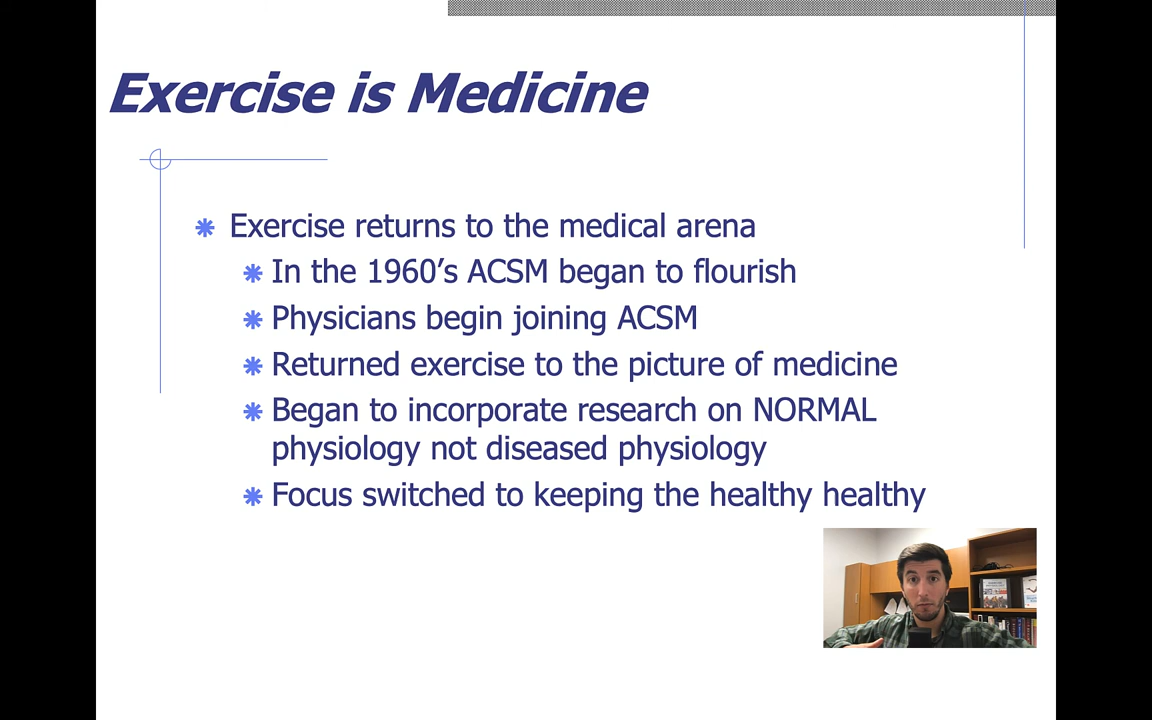 Exercise is Medicine
Exercise returns to the medical arena
In the 1960’s ACSM began to flourish
Physicians begin joining ACSM
Returned exercise to the picture of medicine
Began to incorporate research on NORMAL
physiology not diseased physiology
Focus switched to keeping the healthy healthy